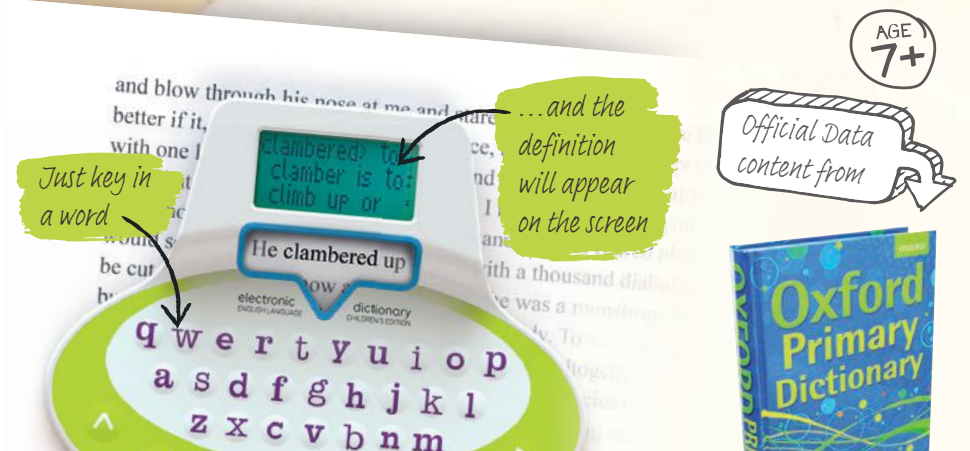 AGE
7+
Official Data
content from
and blow through his nose at me and stare
better if it,
with one
Just key in
a word
...and the
definition
will appear
on the screen
clambered> to
clamber is to:
climb up or :
He clambered up
be cut
with a thousand
was a
To
electronic
ENGLISH LANGUAGE
dictionary
CHILDREN'S EDITION
q w e r t y u i o p
a s d f g h j k l
z x c v b n m
OXFORD
Oxford
Primary
Dictionary
OXFORD PR